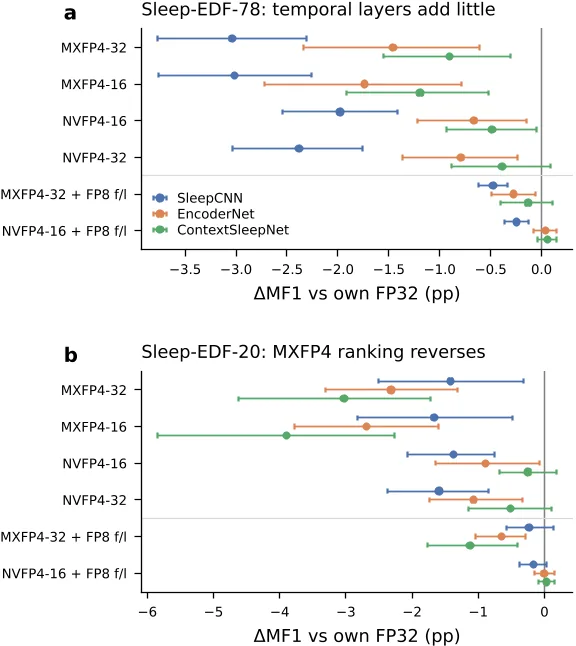 a Sleep-EDF-78: temporal layers add little
MXFP4-32
MXFP4-16
NVFP4-16
NVFP4-32
MXFP4-32 + FP8 f/l
NVFP4-16 + FP8 f/l
SleepCNN
EncoderNet
ContextSleepNet
−3.5 −3.0 −2.5 −2.0 −1.5 −1.0 −0.5 0.0
ΔMF1 vs own FP32 (pp)
b Sleep-EDF-20: MXFP4 ranking reverses
MXFP4-32
MXFP4-16
NVFP4-16
NVFP4-32
MXFP4-32 + FP8 f/l
NVFP4-16 + FP8 f/l
−6 −5 −4 −3 −2 −1 0
ΔMF1 vs own FP32 (pp)